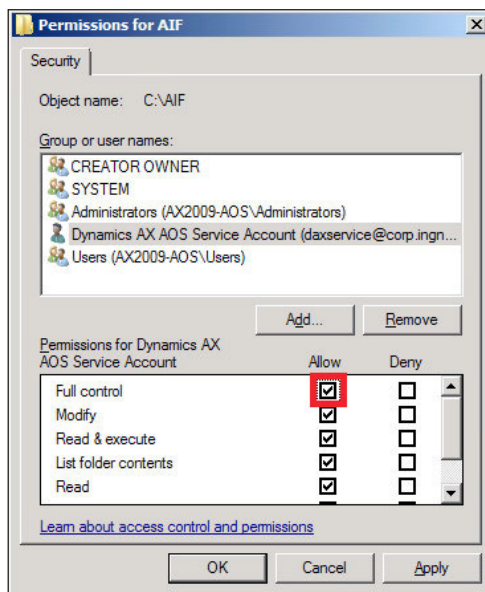 Permissions for AIF
Security
Object name: C:\AIF
Group or user names:
CREATOR OWNER
SYSTEM
Administrators (AX2009-AOS\Administrators)
Dynamics AX AOS Service Account (daxservice@corp.ingn...
Users (AX2009-AOS\Users)
Add... Remove
Permissions for Dynamics AX
AOS Service Account Allow Deny
Full control
Modify
Read & execute
List folder contents
Read
Learn about access control and permissions
OK Cancel Apply